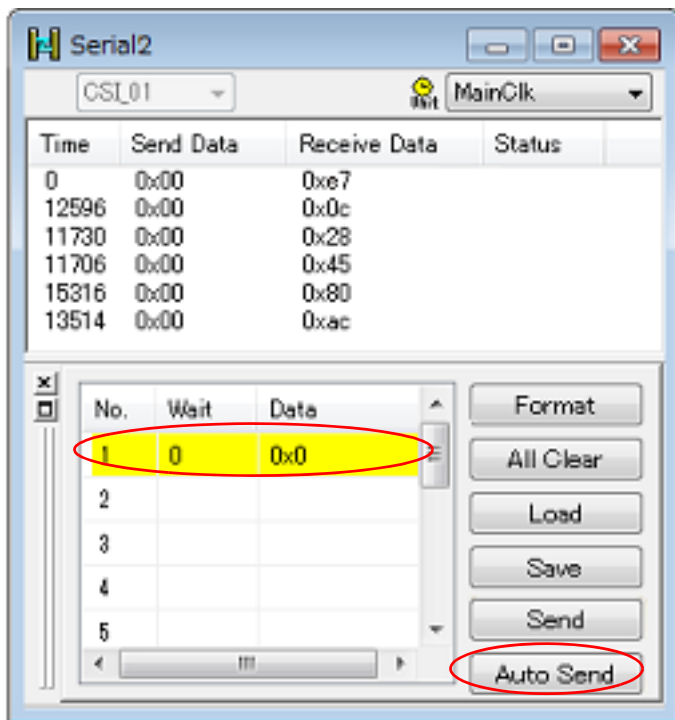 Serial2
CSI_01 MainClk
Time Send Data Receive Data Status
0 0x00 0xe7
12596 0x00 0x0c
11730 0x00 0x28
11706 0x00 0x45
15316 0x00 0x80
13514 0x00 0xac
No. Wait Data
1 0 0x0
2
3
4
5
Format
All Clear
Load
Save
Send
Auto Send